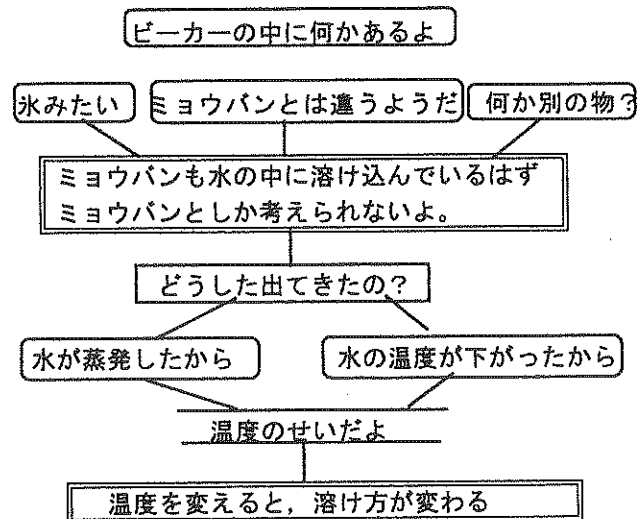 ビーカーの中に何かあるよ
氷みたい
ミョウバンとは違うようだ
何か別の物?
ミョウバンも水の中に溶け込んでいるはず
ミョウバンとしか考えられないよ。
どうした出てきたの?
水が蒸発したから
水の温度が下がったから
温度のせいだよ
温度を変えると,溶け方が変わる